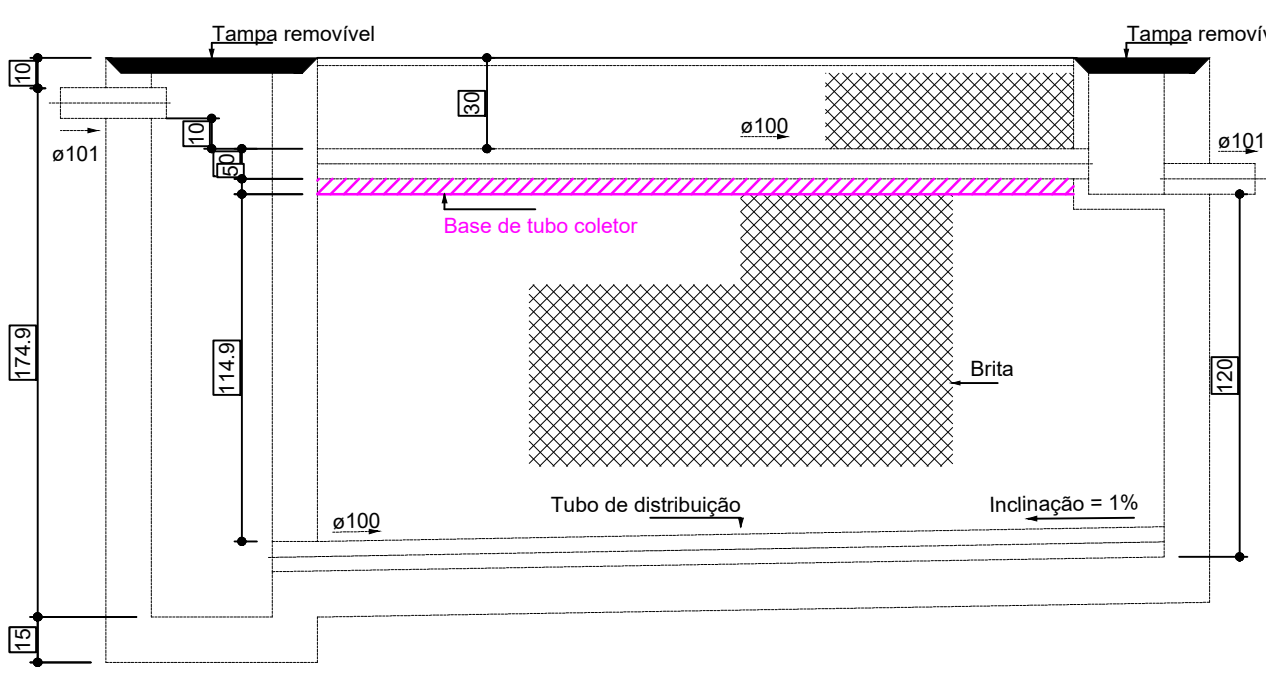 Tampa removível
Tampa removív
10
30
10
ø100
ø101
ø101
50
Base de tubo coletor
174.9
114.9
120
Brita
Tubo de distribuição
Inclinação = 1%
ø100
15